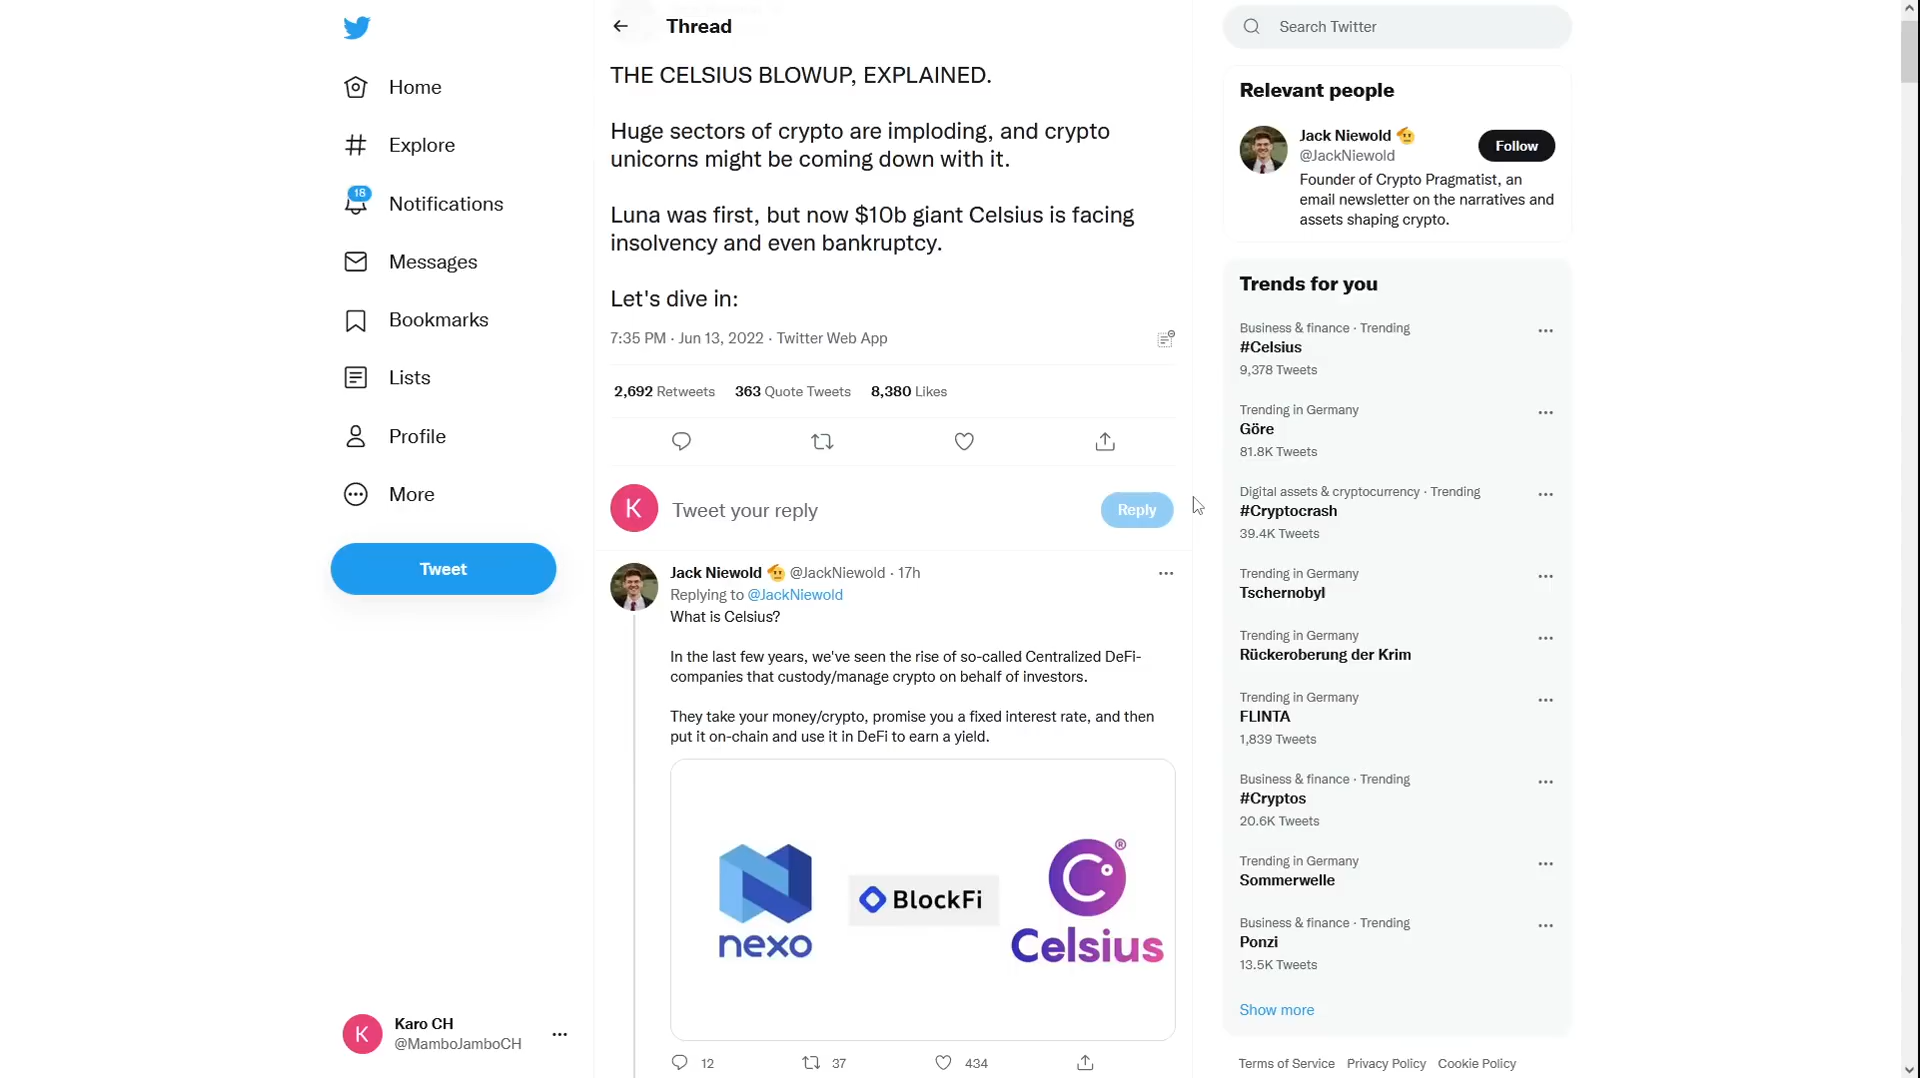 Home
Explore
18
Notifications
Messages
Bookmarks
Lists
Profile
More
Tweet
K
Karo CH
@MamboJamboCH
Thread
THE CELSIUS BLOWUP, EXPLAINED.
Huge sectors of crypto are imploding, and crypto
unicorns might be coming down with it.
Luna was first, but now $10b giant Celsius is facing
insolvency and even bankruptcy.
Let's dive in:
7:35 PM · Jun 13, 2022 · Twitter Web App
2,692 Retweets 363 Quote Tweets 8,380 Likes
K
Tweet your reply
Reply
Jack Niewold @JackNiewold · 17h
Replying to @JackNiewold
What is Celsius?
In the last few years, we've seen the rise of so-called Centralized DeFi-
companies that custody/manage crypto on behalf of investors.
They take your money/crypto, promise you a fixed interest rate, and then
put it on-chain and use it in DeFi to earn a yield.
nexo
BlockFi
Celsius
®
12 37 434
Search Twitter
Relevant people
Jack Niewold
@JackNiewold
Follow
Founder of Crypto Pragmatist, an
email newsletter on the narratives and
assets shaping crypto.
Trends for you
Business & finance · Trending
#Celsius
9,378 Tweets
Trending in Germany
Göre
81.8K Tweets
Digital assets & cryptocurrency · Trending
#Cryptocrash
39.4K Tweets
Trending in Germany
Tschernobyl
Trending in Germany
Rückeroberung der Krim
Trending in Germany
FLINTA
1,839 Tweets
Business & finance · Trending
#Cryptos
20.6K Tweets
Trending in Germany
Sommerwelle
Business & finance · Trending
Ponzi
13.5K Tweets
Show more
Terms of Service Privacy Policy Cookie Policy